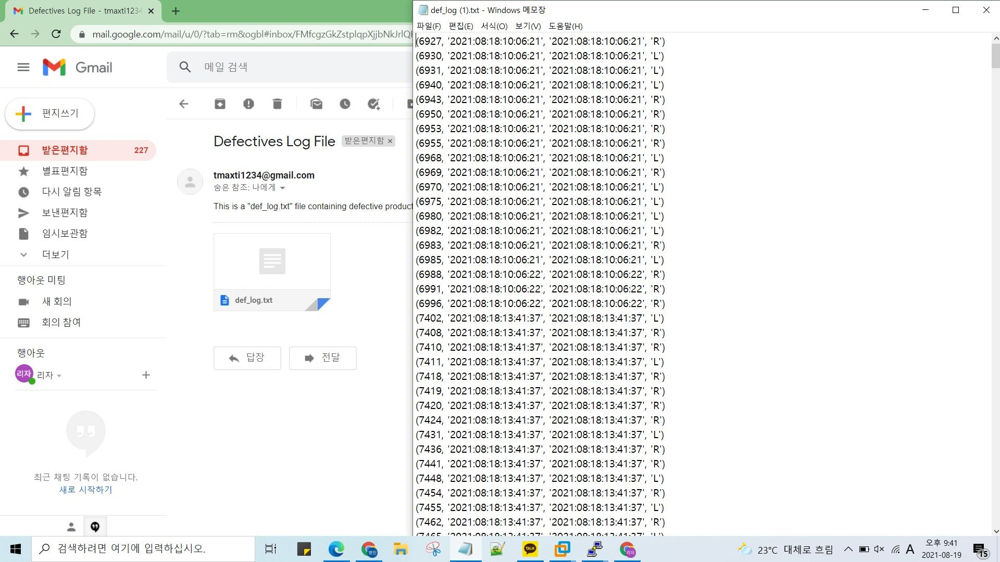 Defectives Log File - tmaxti1234
mail.google.com/mail/u/0/?tab=rm&ogbl#inbox/FMfcgzGkZstplqpXjjbNkJrlQ
Gmail
메일 검색
편지쓰기
받은편지함 227
별표편지함
다시 알림 항목
보낸편지함
임시보관함
더보기
행아웃 미팅
새 회의
회의 참여
행아웃
리자 리자
최근 채팅 기록이 없습니다.
새로 시작하기
Defectives Log File 받은편지함 ×
tmaxti1234@gmail.com
숨은 참조: 나에게
This is a "def_log.txt" file containing defective product
def_log.txt
답장 전달
def_log (1).txt - Windows 메모장
파일(F) 편집(E) 서식(O) 보기(V) 도움말(H)
(6927, '2021:08:18:10:06:21', '2021:08:18:10:06:21', 'R')
(6930, '2021:08:18:10:06:21', '2021:08:18:10:06:21', 'L')
(6931, '2021:08:18:10:06:21', '2021:08:18:10:06:21', 'L')
(6940, '2021:08:18:10:06:21', '2021:08:18:10:06:21', 'L')
(6943, '2021:08:18:10:06:21', '2021:08:18:10:06:21', 'R')
(6950, '2021:08:18:10:06:21', '2021:08:18:10:06:21', 'R')
(6953, '2021:08:18:10:06:21', '2021:08:18:10:06:21', 'R')
(6955, '2021:08:18:10:06:21', '2021:08:18:10:06:21', 'R')
(6968, '2021:08:18:10:06:21', '2021:08:18:10:06:21', 'L')
(6969, '2021:08:18:10:06:21', '2021:08:18:10:06:21', 'R')
(6970, '2021:08:18:10:06:21', '2021:08:18:10:06:21', 'L')
(6975, '2021:08:18:10:06:21', '2021:08:18:10:06:21', 'L')
(6980, '2021:08:18:10:06:21', '2021:08:18:10:06:21', 'L')
(6982, '2021:08:18:10:06:21', '2021:08:18:10:06:21', 'L')
(6983, '2021:08:18:10:06:21', '2021:08:18:10:06:21', 'R')
(6985, '2021:08:18:10:06:21', '2021:08:18:10:06:21', 'L')
(6988, '2021:08:18:10:06:22', '2021:08:18:10:06:22', 'R')
(6991, '2021:08:18:10:06:22', '2021:08:18:10:06:22', 'R')
(6996, '2021:08:18:10:06:22', '2021:08:18:10:06:22', 'R')
(7402, '2021:08:18:13:41:37', '2021:08:18:13:41:37', 'L')
(7408, '2021:08:18:13:41:37', '2021:08:18:13:41:37', 'R')
(7410, '2021:08:18:13:41:37', '2021:08:18:13:41:37', 'R')
(7411, '2021:08:18:13:41:37', '2021:08:18:13:41:37', 'L')
(7418, '2021:08:18:13:41:37', '2021:08:18:13:41:37', 'R')
(7419, '2021:08:18:13:41:37', '2021:08:18:13:41:37', 'R')
(7420, '2021:08:18:13:41:37', '2021:08:18:13:41:37', 'R')
(7424, '2021:08:18:13:41:37', '2021:08:18:13:41:37', 'R')
(7431, '2021:08:18:13:41:37', '2021:08:18:13:41:37', 'L')
(7436, '2021:08:18:13:41:37', '2021:08:18:13:41:37', 'R')
(7441, '2021:08:18:13:41:37', '2021:08:18:13:41:37', 'R')
(7448, '2021:08:18:13:41:37', '2021:08:18:13:41:37', 'L')
(7454, '2021:08:18:13:41:37', '2021:08:18:13:41:37', 'R')
(7455, '2021:08:18:13:41:37', '2021:08:18:13:41:37', 'L')
(7462, '2021:08:18:13:41:37', '2021:08:18:13:41:37', 'R')
(7465, '2021:08:18:13:41:37', '2021:08:18:13:41:37', 'L')
검색하려면 여기에 입력하십시오.
영진
TALK
리자
23°C 대체로 흐림
A
오후 9:41
2021-08-19
15